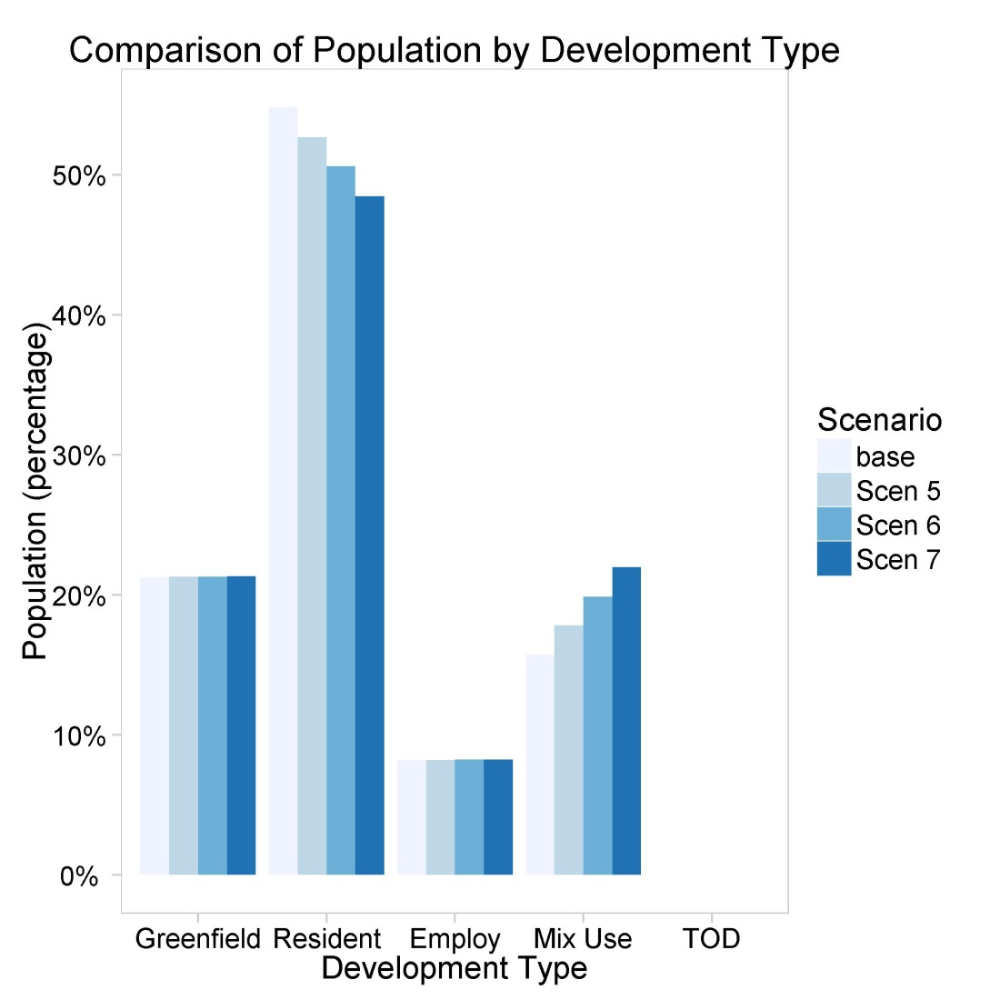 Comparison of Population by Development Type
50%
40%
30%
20%
10%
0%
Population (percentage)
Greenfield Resident Employ Mix Use TOD
Development Type
Scenario
base
Scen 5
Scen 6
Scen 7